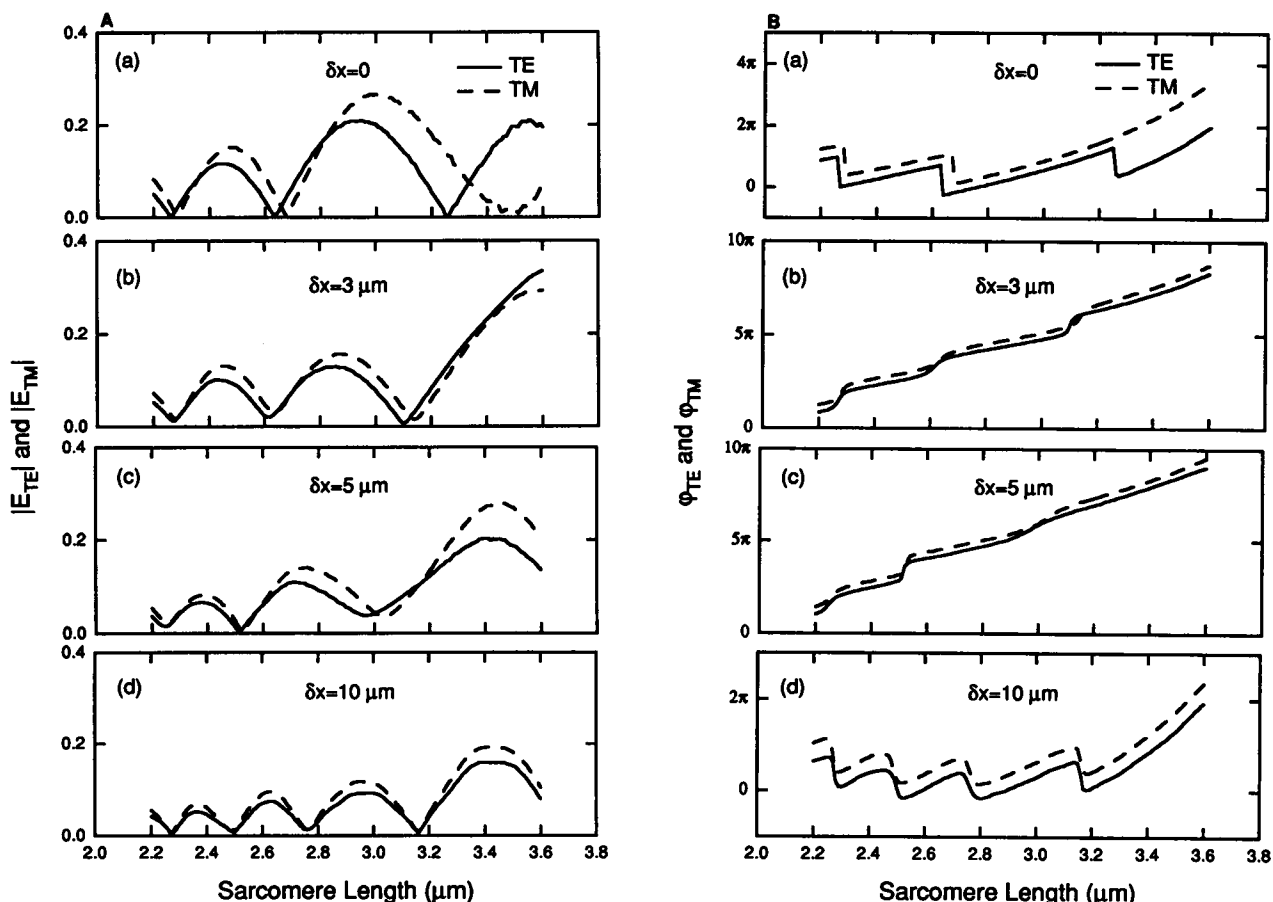 A
0.4
(a)
δx=0
TE
TM
0.2
0.0
0.4
(b)
δx=3 μm
0.2
0.0
0.4
(c)
δx=5 μm
0.2
0.0
0.4
(d)
δx=10 μm
0.2
0.0
2.0 2.2 2.4 2.6 2.8 3.0 3.2 3.4 3.6 3.8
Sarcomere Length (μm)
|E_TE| and |E_TM|
B
(a)
δx=0
TE
TM
4π
2π
0
10π
(b)
δx=3 μm
5π
0
10π
(c)
δx=5 μm
5π
0
(d)
δx=10 μm
2π
0
2.0 2.2 2.4 2.6 2.8 3.0 3.2 3.4 3.6 3.8
Sarcomere Length (μm)
φ_TE and φ_TM